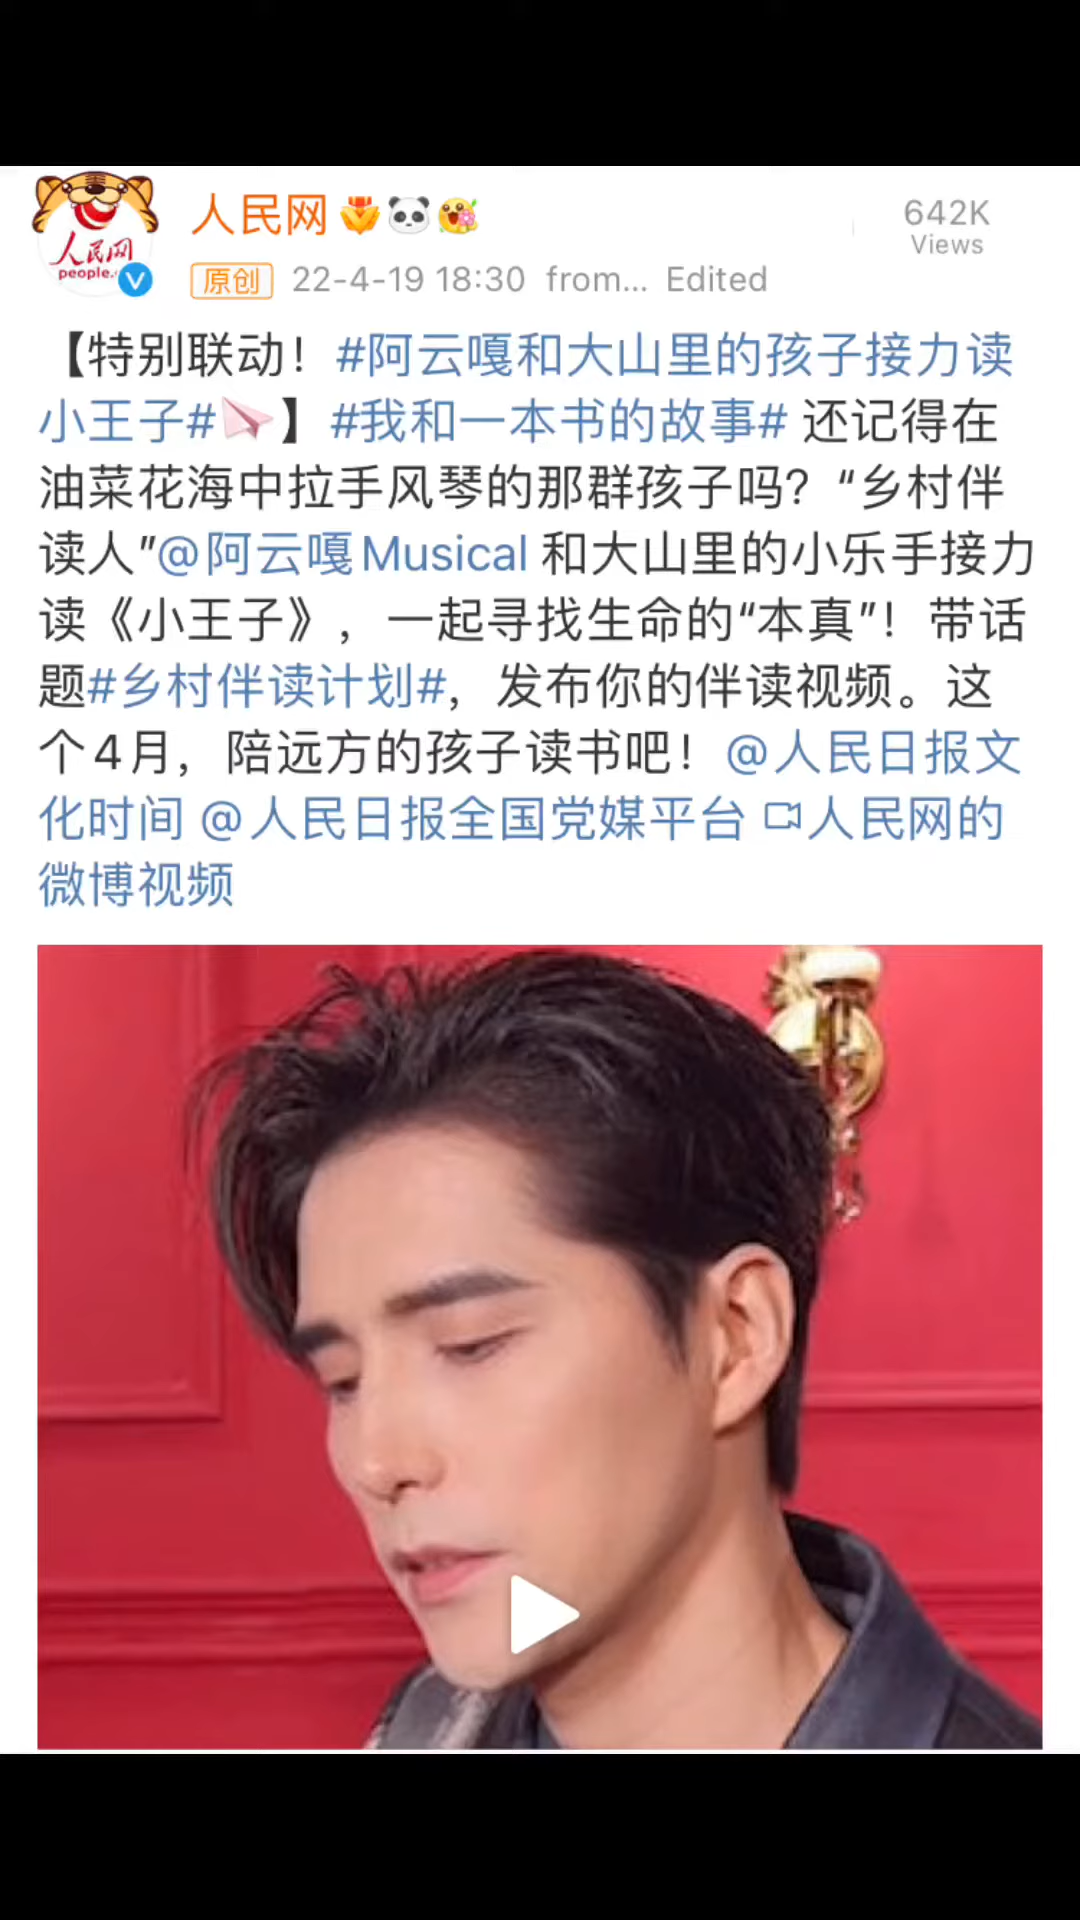 人民网
people.
人民网
642K
Views
原创 22-4-19 18:30 from... Edited
【特别联动！#阿云嘎和大山里的孩子接力读
小王子#】#我和一本书的故事# 还记得在
油菜花海中拉手风琴的那群孩子吗？“乡村伴
读人”@阿云嘎Musical 和大山里的小乐手接力
读《小王子》，一起寻找生命的“本真”！带话
题#乡村伴读计划#，发布你的伴读视频。这
个4月，陪远方的孩子读书吧！@人民日报文
化时间 @人民日报全国党媒平台 人民网的
微博视频